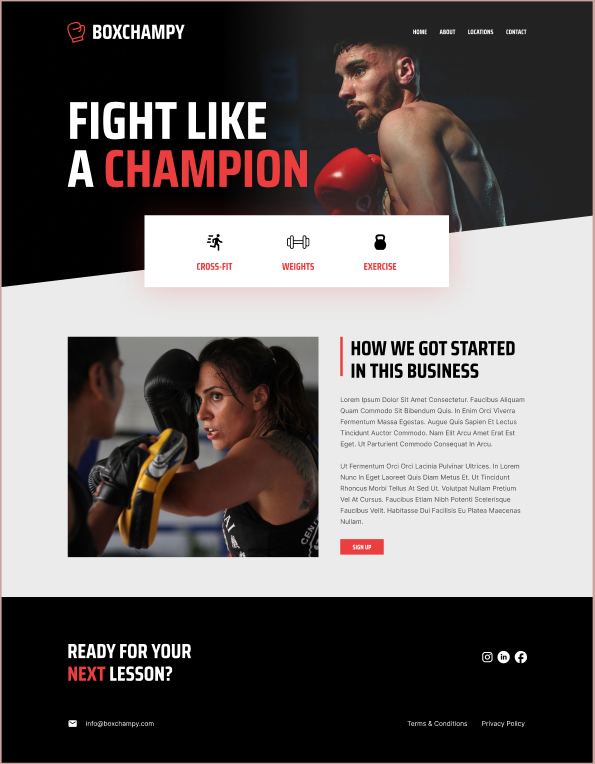 BOXCHAMPY
HOME ABOUT LOCATIONS CONTACT
FIGHT LIKE
A CHAMPION
CROSS-FIT WEIGHTS EXERCISE
HOW WE GOT STARTED
IN THIS BUSINESS
Lorem Ipsum Dolor Sit Amet Consectetur. Faucibus Aliquam
Quam Commodo Sit Bibendum Quis. In Enim Orci Viverra
Fermentum Massa Egestas. Augue Quis Sapien Et Lectus
Tincidunt Auctor Commodo. Nam Elit Arcu Amet Erat Est
Eget. Ut Parturient Commodo Consequat In Arcu.
Ut Fermentum Orci Orci Lacinia Pulvinar Ultrices. In Lorem
Nunc In Eget Laoreet Quis Diam Metus Et. Ut Tincidunt
Rhoncus Morbi Tellus At Sed Ut. Volutpat Nullam Pretium
Vel At Cursus. Faucibus Etiam Nibh Potenti Scelerisque
Faucibus Velit. Habitasse Dui Facilisis Eu Platea Maecenas
Nullam.
SIGN UP
READY FOR YOUR
NEXT LESSON?
info@boxchampy.com
Terms & Conditions Privacy Policy